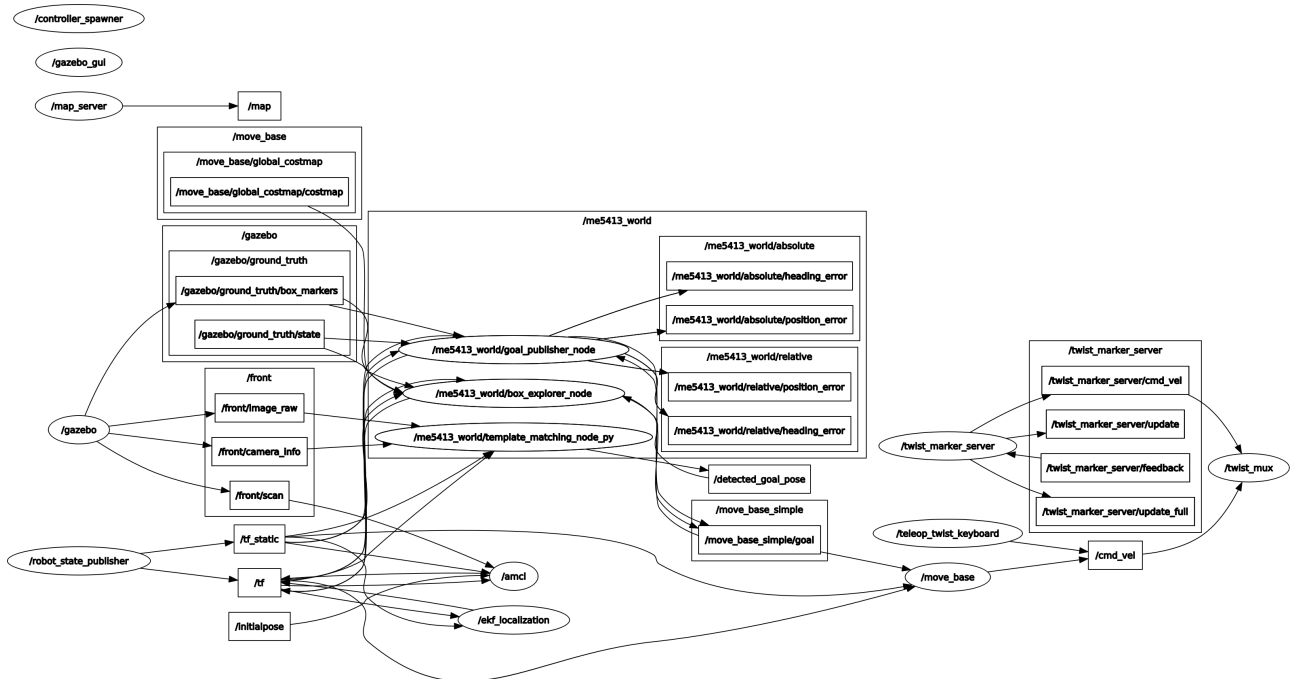 /controller_spawner
/gazebo_gui
/map_server
/map
/move_base
/move_base/global_costmap
/move_base/global_costmap/costmap
/gazebo
/gazebo/ground_truth
/gazebo/ground_truth/box_markers
/gazebo/ground_truth/state
/front
/front/image_raw
/front/camera_info
/front/scan
/gazebo
/robot_state_publisher
/tf_static
/tf
/initialpose
/me5413_world
/me5413_world/goal_publisher_node
/me5413_world/box_explorer_node
/me5413_world/template_matching_node_py
/me5413_world/absolute
/me5413_world/absolute/heading_error
/me5413_world/absolute/position_error
/me5413_world/relative
/me5413_world/relative/position_error
/me5413_world/relative/heading_error
/detected_goal_pose
/move_base_simple
/move_base_simple/goal
/amcl
/ekf_localization
/twist_marker_server
/teleop_twist_keyboard
/move_base
/twist_marker_server
/twist_marker_server/cmd_vel
/twist_marker_server/update
/twist_marker_server/feedback
/twist_marker_server/update_full
/cmd_vel
/twist_mux